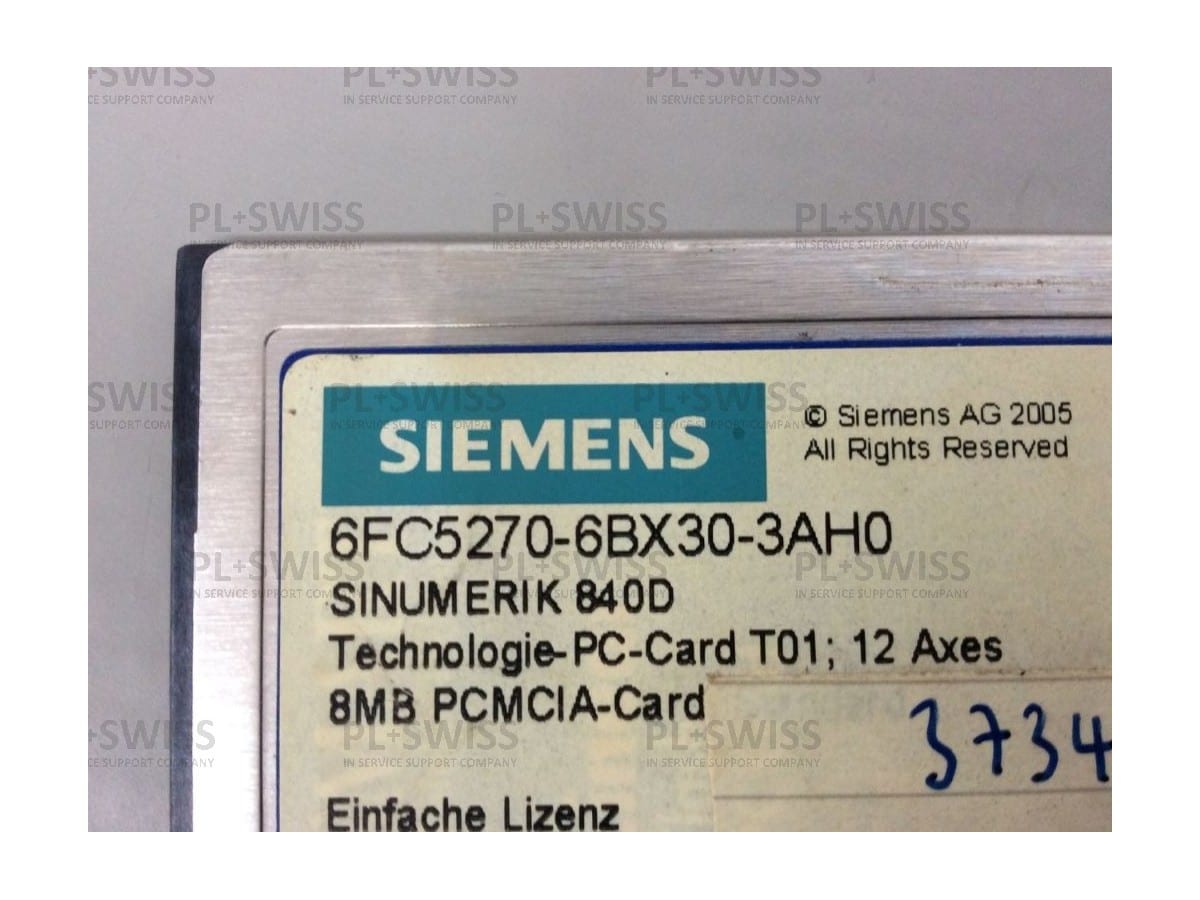 SIEMENS
© Siemens AG 2005
All Rights Reserved
6FC5270-6BX30-3AH0
SINUMERIK 840D
Technologie-PC-Card T01; 12 Axes
8MB PCMCIA-Card
3734
Einfache Lizenz
PL+SWISS
IN SERVICE SUPPORT COMPANY